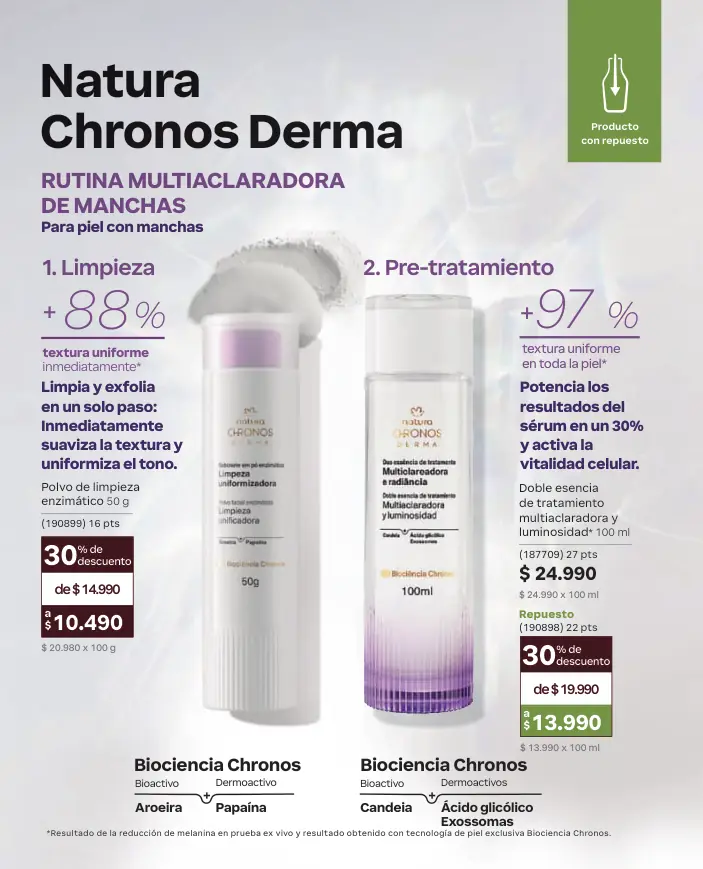 Natura
Chronos Derma
Producto
con repuesto
RUTINA MULTIACLARADORA
DE MANCHAS
Para piel con manchas
1. Limpieza
+88%
textura uniforme
inmediatamente*
Limpia y exfolia
en un solo paso:
Inmediatamente
suaviza la textura y
uniformiza el tono.
Polvo de limpieza
enzimático 50 g
(190899) 16 pts
30% de
descuento
de $ 14.990
a
$ 10.490
$ 20.980 x 100 g
natura
CHRONOS
DERMA
Limpeza
uniformizadora
Limpieza
unificadora
Aroeira + Papaína
Biociência Chronos
50g
2. Pre-tratamiento
natura
CHRONOS
DERMA
Duo essência de tratamento
Multiclareadora
e radiância
Doble esencia de tratamiento
Multiaclaradora
y luminosidad
Candeia + Ácido glicólico
Exossomas
Biociência Chronos
100ml
+97 %
textura uniforme
en toda la piel*
Potencia los
resultados del
sérum en un 30%
y activa la
vitalidad celular.
Doble esencia
de tratamiento
multiaclaradora y
luminosidad* 100 ml
(187709) 27 pts
$ 24.990
$ 24.990 x 100 ml
Repuesto
(190898) 22 pts
30% de
descuento
de $ 19.990
a
$ 13.990
$ 13.990 x 100 ml
Biociencia Chronos
Bioactivo Dermoactivo
+
Aroeira Papaína
Biociencia Chronos
Bioactivo Dermoactivos
+
Candeia Ácido glicólico
Exossomas
*Resultado de la reducción de melanina en prueba ex vivo y resultado obtenido con tecnología de piel exclusiva Biociencia Chronos.